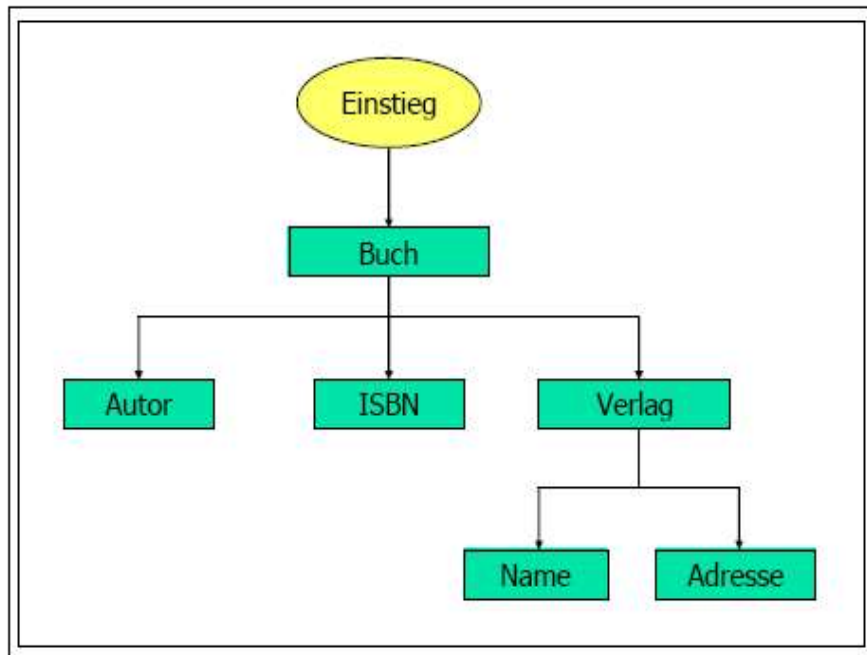 Einstieg
Buch
Autor
ISBN
Verlag
Name
Adresse